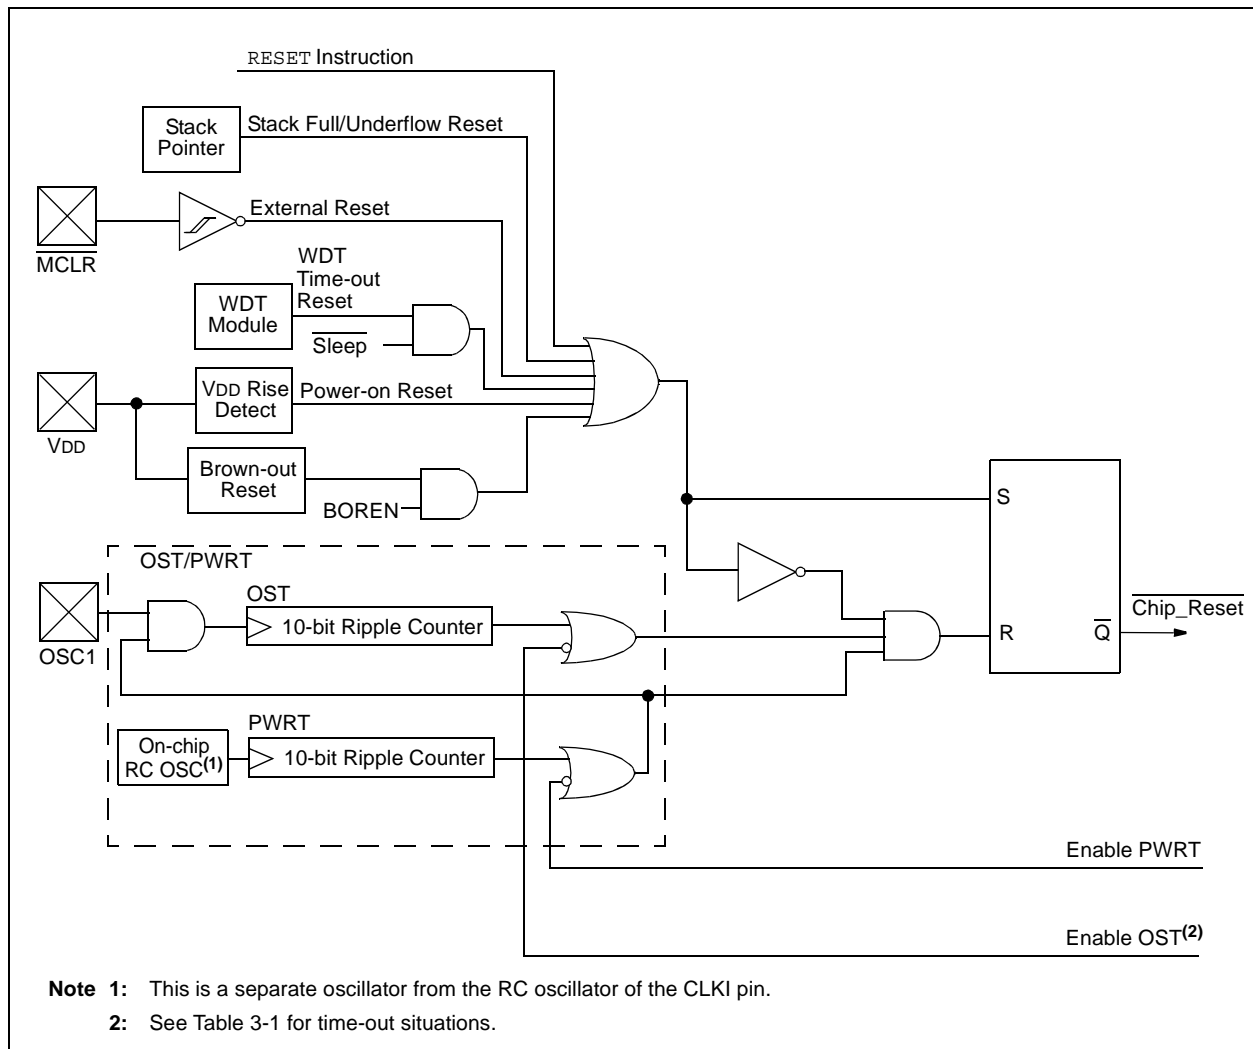 RESET Instruction
Stack
Pointer
Stack Full/Underflow Reset
MCLR
External Reset
WDT
Time-out
Reset
WDT
Module
Sleep
VDD
VDD Rise
Detect
Power-on Reset
Brown-out
Reset
BOREN
S
R
Q
Chip_Reset
OST/PWRT
OSC1
OST
10-bit Ripple Counter
PWRT
On-chip
RC OSC(1)
10-bit Ripple Counter
Enable PWRT
Enable OST(2)
Note 1: This is a separate oscillator from the RC oscillator of the CLKI pin.
2: See Table 3-1 for time-out situations.